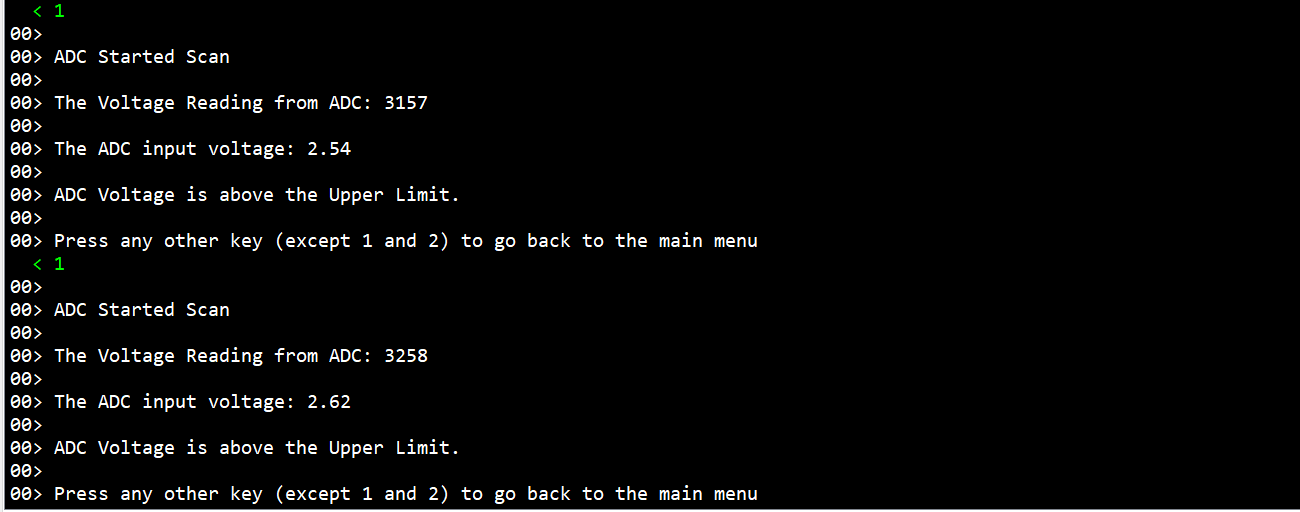 < 1
00>
00> ADC Started Scan
00>
00> The Voltage Reading from ADC: 3157
00>
00> The ADC input voltage: 2.54
00>
00> ADC Voltage is above the Upper Limit.
00>
00> Press any other key (except 1 and 2) to go back to the main menu
< 1
00>
00> ADC Started Scan
00>
00> The Voltage Reading from ADC: 3258
00>
00> The ADC input voltage: 2.62
00>
00> ADC Voltage is above the Upper Limit.
00>
00> Press any other key (except 1 and 2) to go back to the main menu